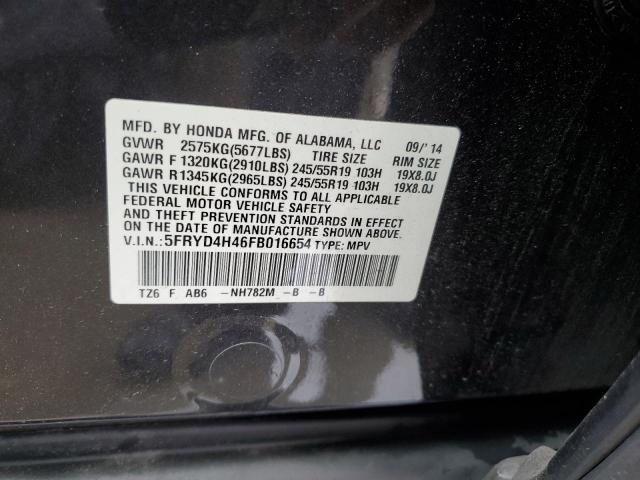 MFD. BY HONDA MFG. OF ALABAMA, LLC 09/'14
GVWR 2575KG(5677LBS) TIRE SIZE RIM SIZE
GAWR F 1320KG(2910LBS) 245/55R19 103H 19X8.0J
GAWR R 1345KG(2965LBS) 245/55R19 103H 19X8.0J
THIS VEHICLE CONFORMS TO ALL APPLICABLE
FEDERAL MOTOR VEHICLE SAFETY
AND THEFT PREVENTION STANDARDS IN EFFECT
ON THE DATE OF MANUFACTURE SHOWN ABOVE.
V.I.N.: 5FRYD4H46FB016654 TYPE: MPV
TZ6 F AB6 -NH782M -B -B